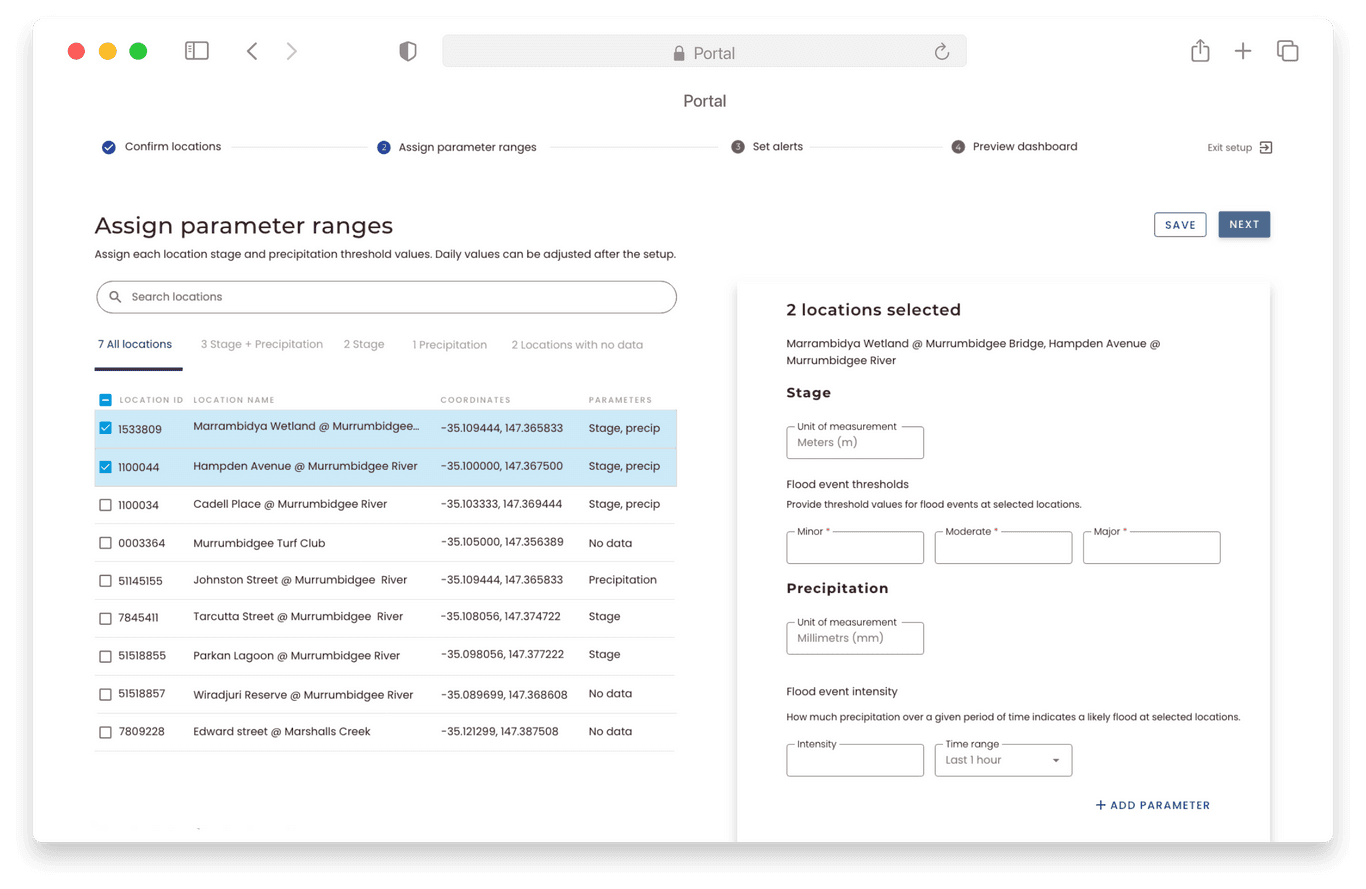 Portal
Portal
Confirm locations
2 Assign parameter ranges
3 Set alerts
4 Preview dashboard
Exit setup
Assign parameter ranges
SAVE
NEXT
Assign each location stage and precipitation threshold values. Daily values can be adjusted after the setup.
Search locations
7 All locations 3 Stage + Precipitation 2 Stage 1 Precipitation 2 Locations with no data
LOCATION ID LOCATION NAME COORDINATES PARAMETERS
1533809 Marrambidya Wetland @ Murrumbidgee... -35.109444, 147.365833 Stage, precip
1100044 Hampden Avenue @ Murrumbidgee River -35.100000, 147.367500 Stage, precip
1100034 Cadell Place @ Murrumbidgee River -35.103333, 147.369444 Stage, precip
0003364 Murrumbidgee Turf Club -35.105000, 147.356389 No data
51145155 Johnston Street @ Murrumbidgee River -35.109444, 147.365833 Precipitation
7845411 Tarcutta Street @ Murrumbidgee River -35.108056, 147.374722 Stage
51518855 Parkan Lagoon @ Murrumbidgee River -35.098056, 147.377222 Stage
51518857 Wiradjuri Reserve @ Murrumbidgee River -35.089699, 147.368608 No data
7809228 Edward street @ Marshalls Creek -35.121299, 147.387508 No data
2 locations selected
Marrambidya Wetland @ Murrumbidgee Bridge, Hampden Avenue @
Murrumbidgee River
Stage
Unit of measurement
Meters (m)
Flood event thresholds
Provide threshold values for flood events at selected locations.
Minor * Moderate * Major *
Precipitation
Unit of measurement
Millimetrs (mm)
Flood event intensity
How much precipitation over a given period of time indicates a likely flood at selected locations.
Intensity Time range
Last 1 hour
+ ADD PARAMETER